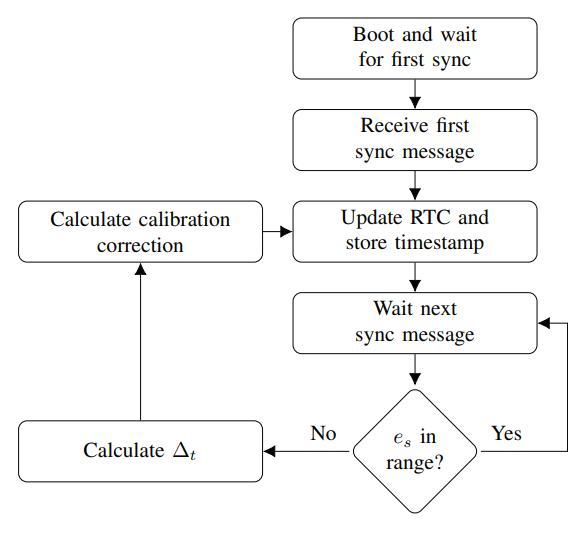 Boot and wait
for first sync
Receive first
sync message
Calculate calibration
correction
Update RTC and
store timestamp
Wait next
sync message
No
e_s in
range?
Yes
Calculate Δ_t